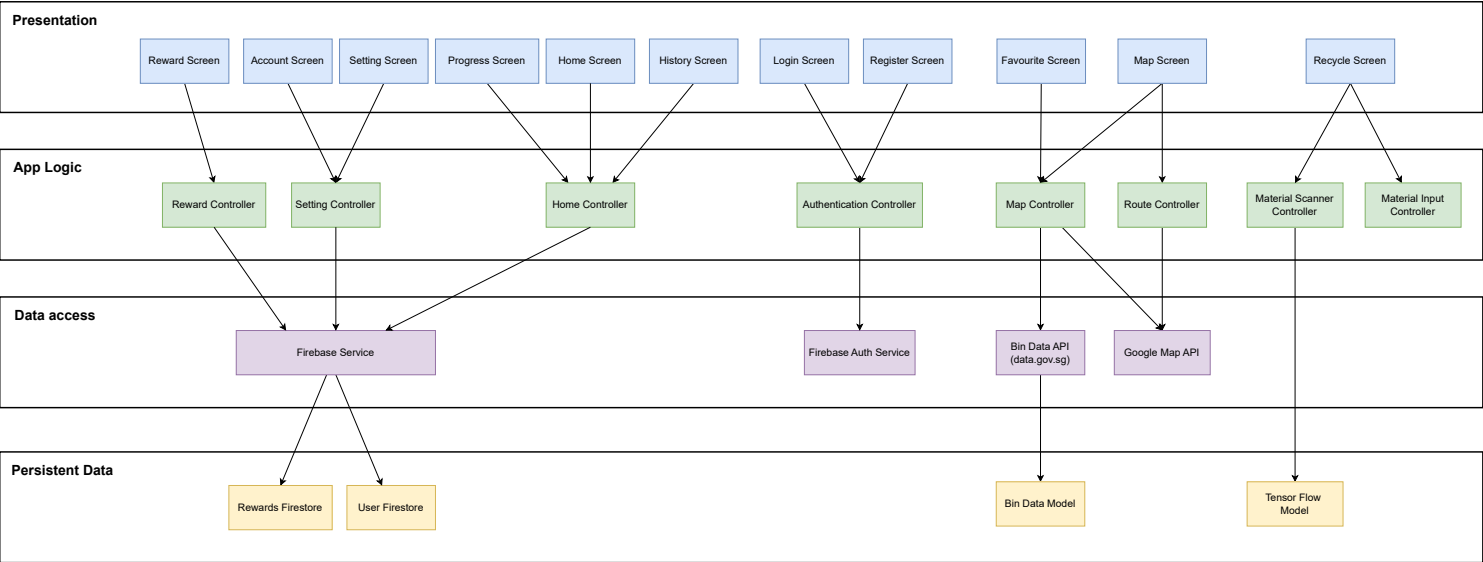 Presentation
Reward Screen
Account Screen
Setting Screen
Progress Screen
Home Screen
History Screen
Login Screen
Register Screen
Favourite Screen
Map Screen
Recycle Screen
App Logic
Reward Controller
Setting Controller
Home Controller
Authentication Controller
Map Controller
Route Controller
Material Scanner
Controller
Material Input
Controller
Data access
Firebase Service
Firebase Auth Service
Bin Data API
(data.gov.sg)
Google Map API
Persistent Data
Rewards Firestore
User Firestore
Bin Data Model
Tensor Flow
Model